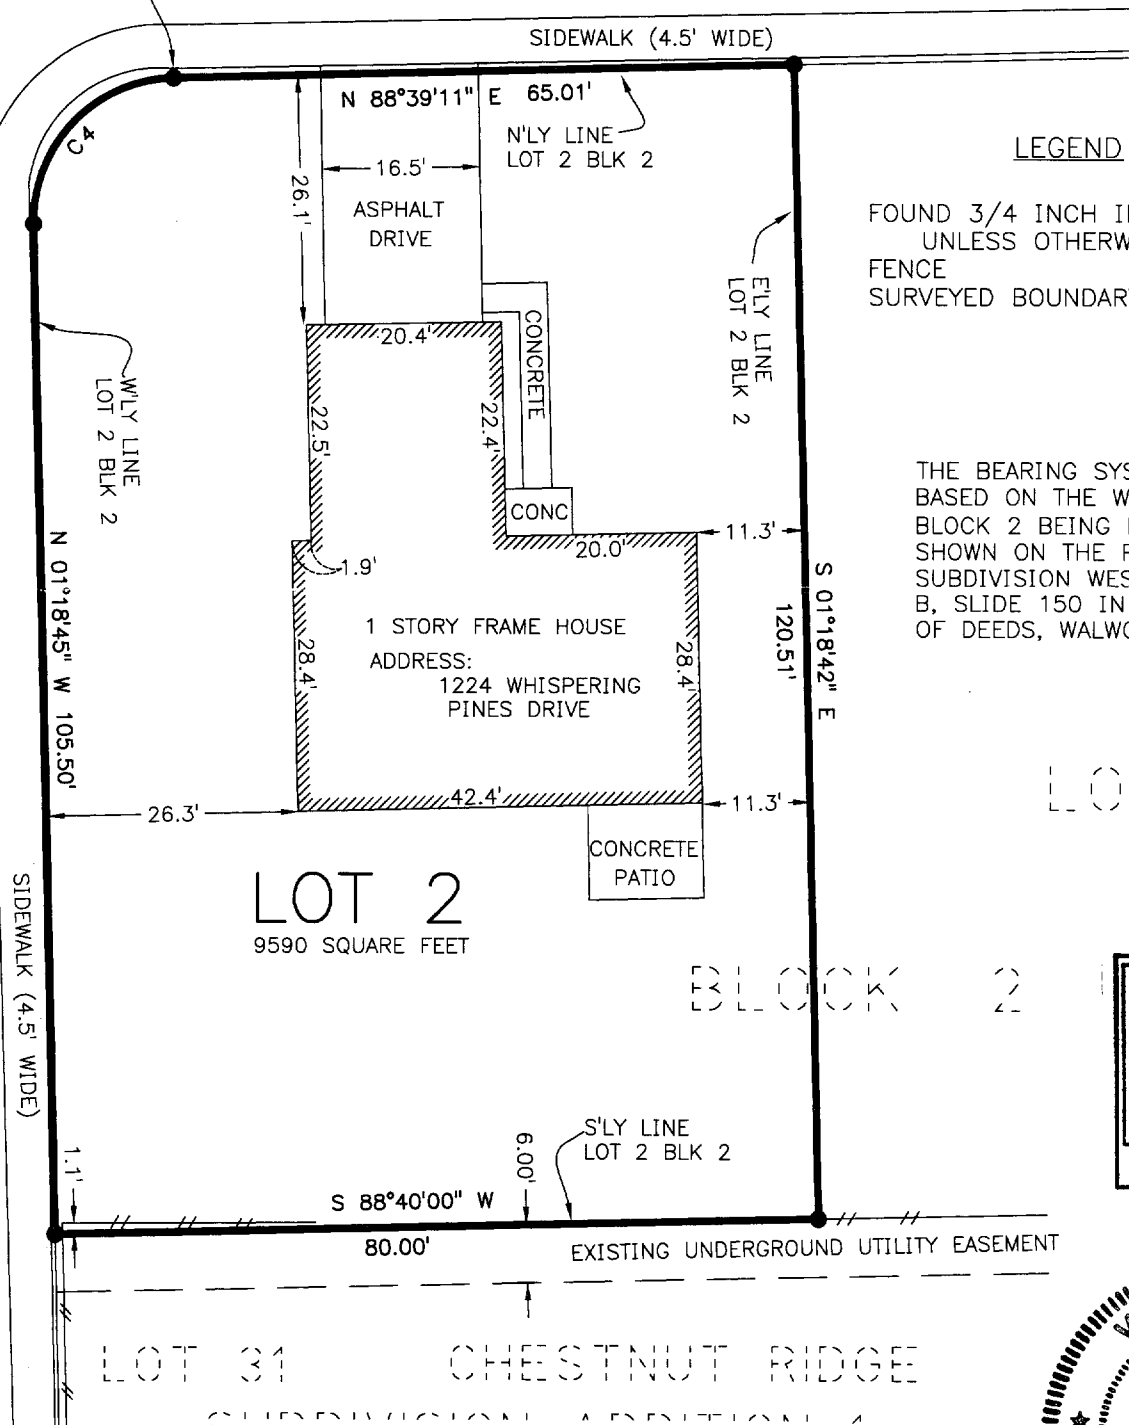 SIDEWALK (4.5' WIDE)
N 88°39'11" E 65.01'
C4
N'LY LINE
LOT 2 BLK 2
16.5'
26.1'
ASPHALT
DRIVE
LEGEND
FOUND 3/4 INCH
UNLESS
FENCE
SURVEYED
E'LY LINE
LOT 2 BLK 2
CONCRETE
20.4'
22.5'
22.4'
W'LY LINE
LOT 2 BLK 2
CONC
20.0'
11.3'
1.9'
THE BEARING
BASED ON THE
BLOCK 2 BEING
SHOWN ON THE
SUBDIVISION
B, SLIDE 150 IN
OF DEEDS,
N 01°18'45" W 105.50'
S 01°18'42" E
120.51'
1 STORY FRAME HOUSE
ADDRESS:
1224 WHISPERING
PINES DRIVE
28.4'
28.4'
42.4'
26.3'
11.3'
CONCRETE
PATIO
LOT 2
9590 SQUARE FEET
BLOCK 2
SIDEWALK (4.5' WIDE)
1.1'
6.00'
S'LY LINE
LOT 2 BLK 2
S 88°40'00" W
80.00'
EXISTING UNDERGROUND UTILITY EASEMENT
LOT 31 CHESTNUT RIDGE
SUBDIVISION ADDITION